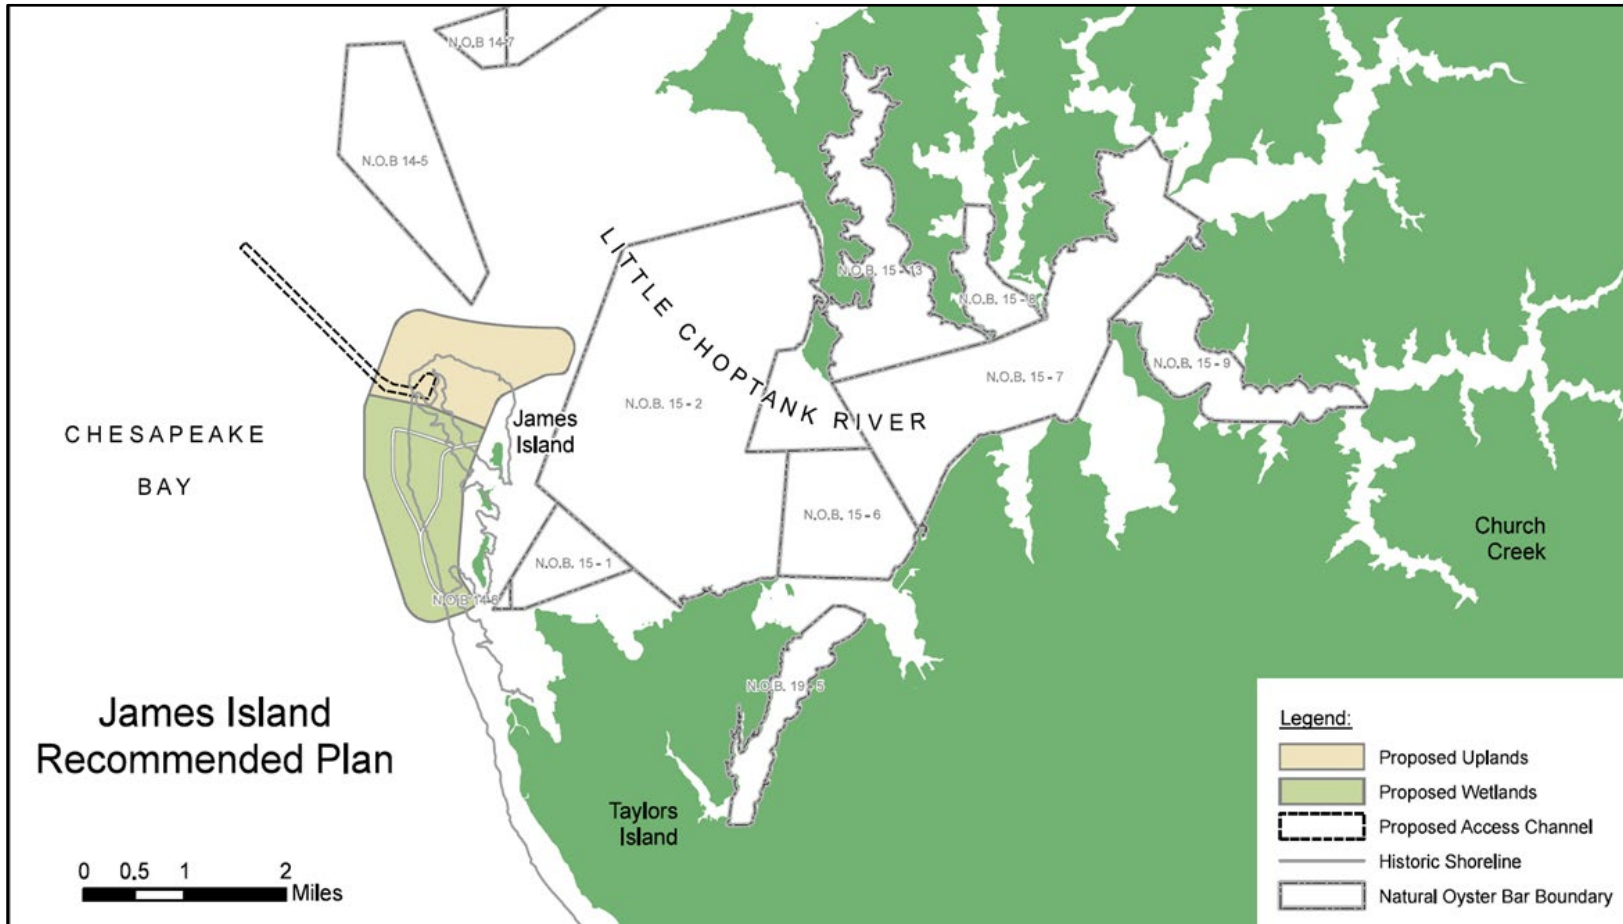 N.O.B 14-7
N.O.B 14-5
LITTLE CHOPTANK RIVER
N.O.B. 15 - 13
N.O.B. 15 - 8
N.O.B. 15 - 9
N.O.B. 15 - 7
N.O.B. 15 - 2
James
Island
CHESAPEAKE
BAY
N.O.B. 15 - 6
Church
Creek
N.O.B. 15 - 1
N.O.B 14-6
N.O.B. 19 - 5
James Island
Recommended Plan
Taylors
Island
0 0.5 1 2
Miles
Legend:
Proposed Uplands
Proposed Wetlands
Proposed Access Channel
Historic Shoreline
Natural Oyster Bar Boundary